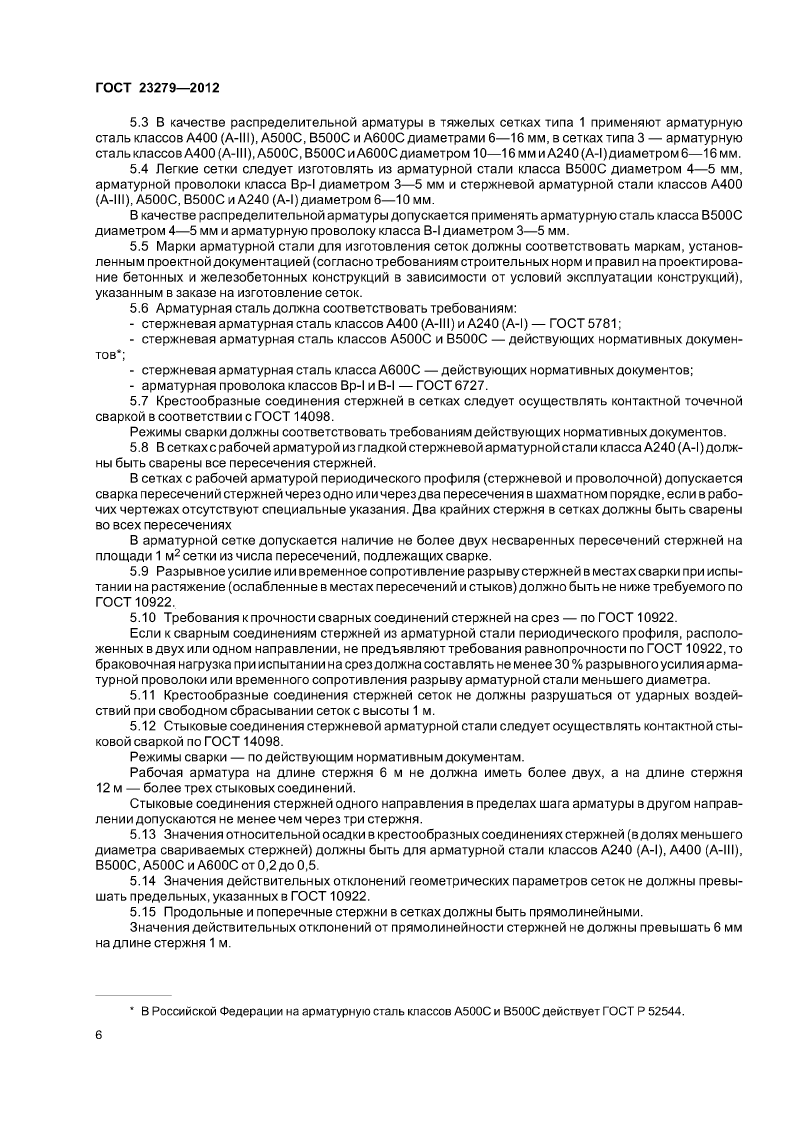 ГОСТ 23279—2012
5.3 В качестве распределительной арматуры в тяжелых сетках типа 1 применяют арматурную
сталь классов А400 (А-III), А500С, В500С и А600С диаметрами 6—16 мм, в сетках типа 3 — арматурную
сталь классов А400 (А-III), А500С, В500С и А600С диаметром 10—16 мм и А240 (А-I) диаметром 6—16 мм.
5.4 Легкие сетки следует изготовлять из арматурной стали класса В500С диаметром 4—5 мм,
арматурной проволоки класса Вр-I диаметром 3—5 мм и стержневой арматурной стали классов А400
(А-III), А500С, В500С и А240 (А-I) диаметром 6—10 мм.
В качестве распределительной арматуры допускается применять арматурную сталь класса В500С
диаметром 4—5 мм и арматурную проволоку класса В-I диаметром 3—5 мм.
5.5 Марки арматурной стали для изготовления сеток должны соответствовать маркам, установ-
ленным проектной документацией (согласно требованиям строительных норм и правил на проектирова-
ние бетонных и железобетонных конструкций в зависимости от условий эксплуатации конструкций),
указанным в заказе на изготовление сеток.
5.6 Арматурная сталь должна соответствовать требованиям:
- стержневая арматурная сталь классов А400 (А-III) и А240 (А-I) — ГОСТ 5781;
- стержневая арматурная сталь классов А500С и В500С — действующих нормативных докумен-
тов*;
- стержневая арматурная сталь класса А600С — действующих нормативных документов;
- арматурная проволока классов Вр-I и В-I — ГОСТ 6727.
5.7 Крестообразные соединения стержней в сетках следует осуществлять контактной точечной
сваркой в соответствии с ГОСТ 14098.
Режимы сварки должны соответствовать требованиям действующих нормативных документов.
5.8 В сетках с рабочей арматурой из гладкой стержневой арматурной стали класса А240 (А-I) долж-
ны быть сварены все пересечения стержней.
В сетках с рабочей арматурой периодического профиля (стержневой и проволочной) допускается
сварка пересечений стержней через одно или через два пересечения в шахматном порядке, если в рабо-
чих чертежах отсутствуют специальные указания. Два крайних стержня в сетках должны быть сварены
во всех пересечениях
В арматурной сетке допускается наличие не более двух несваренных пересечений стержней на
площади 1 м2 сетки из числа пересечений, подлежащих сварке.
5.9 Разрывное усилие или временное сопротивление разрыву стержней в местах сварки при испы-
тании на растяжение (ослабленные в местах пересечений и стыков) должно быть не ниже требуемого по
ГОСТ 10922.
5.10 Требования к прочности сварных соединений стержней на срез — по ГОСТ 10922.
Если к сварным соединениям стержней из арматурной стали периодического профиля, располо-
женных в двух или одном направлении, не предъявляют требования равнопрочности по ГОСТ 10922, то
браковочная нагрузка при испытании на срез должна составлять не менее 30 % разрывного усилия арма-
турной проволоки или временного сопротивления разрыву арматурной стали меньшего диаметра.
5.11 Крестообразные соединения стержней сеток не должны разрушаться от ударных воздей-
ствий при свободном сбрасывании сеток с высоты 1 м.
5.12 Стыковые соединения стержневой арматурной стали следует осуществлять контактной сты-
ковой сваркой по ГОСТ 14098.
Режимы сварки — по действующим нормативным документам.
Рабочая арматура на длине стержня 6 м не должна иметь более двух, а на длине стержня
12 м — более трех стыковых соединений.
Стыковые соединения стержней одного направления в пределах шага арматуры в другом направ-
лении допускаются не менее чем через три стержня.
5.13 Значения относительной осадки в крестообразных соединениях стержней (в долях меньшего
диаметра свариваемых стержней) должны быть для арматурной стали классов А240 (А-I), А400 (А-III),
В500С, А500С и А600С от 0,2 до 0,5.
5.14 Значения действительных отклонений геометрических параметров сеток не должны превы-
шать предельных, указанных в ГОСТ 10922.
5.15 Продольные и поперечные стержни в сетках должны быть прямолинейными.
Значения действительных отклонений от прямолинейности стержней не должны превышать 6 мм
на длине стержня 1 м.
* В Российской Федерации на арматурную сталь классов А500С и В500С действует ГОСТ Р 52544.
6